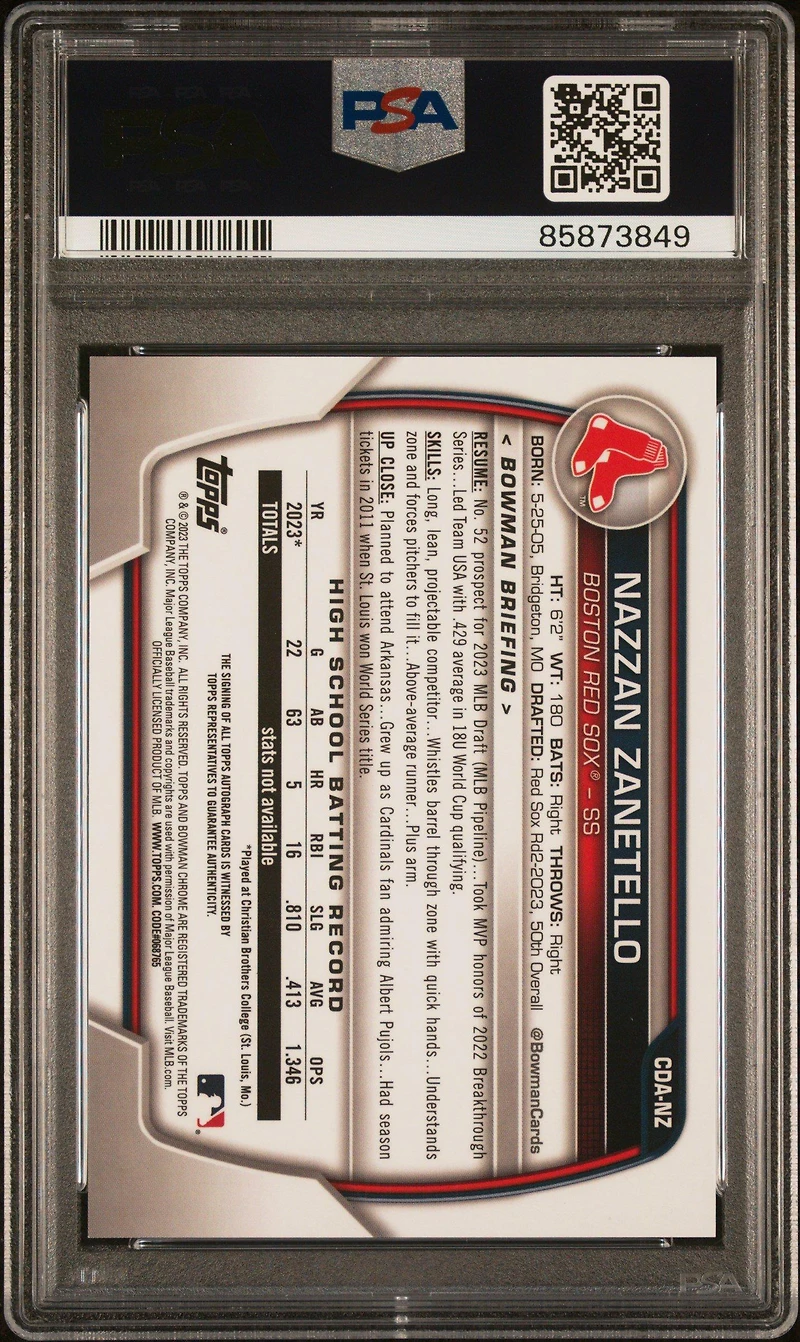 PSA
85873849
CDA-NZ
NAZZAN ZANETELLO
BOSTON RED SOX® – SS
TM
HT: 6'2" WT: 180 BATS: Right THROWS: Right
BORN: 5-25-05, Bridgeton, MO DRAFTED: Red Sox Rd2-2023, 50th Overall @BowmanCards
< BOWMAN BRIEFING >
RESUME: No. 52 prospect for 2023 MLB Draft (MLB Pipeline)...Took MVP honors of 2022 Breakthrough
Series...Led Team USA with .429 average in 18U World Cup qualifying.
SKILLS: Long, lean, projectable competitor...Whistles barrel through zone with quick hands...Understands
zone and forces pitchers to fill it...Above-average runner...Plus arm.
UP CLOSE: Planned to attend Arkansas...Grew up as Cardinals fan admiring Albert Pujols...Had season
tickets in 2011 when St. Louis won World Series title.
HIGH SCHOOL BATTING RECORD
YR G AB HR RBI SLG AVG OPS
2023* 22 63 5 16 .810 .413 1.346
TOTALS stats not available
*Played at Christian Brothers College (St. Louis, Mo.)
THE SIGNING OF ALL TOPPS AUTOGRAPH CARDS IS WITNESSED BY
TOPPS REPRESENTATIVES TO GUARANTEE AUTHENTICITY.
topps®
® & © 2023 THE TOPPS COMPANY, INC. ALL RIGHTS RESERVED. TOPPS AND BOWMAN CHROME ARE REGISTERED TRADEMARKS OF THE TOPPS
COMPANY, INC. Major League Baseball trademarks and copyrights are used with permission of Major League Baseball. Visit MLB.com.
OFFICIALLY LICENSED PRODUCT OF MLB. WWW.TOPPS.COM. CODE#068765
PSA